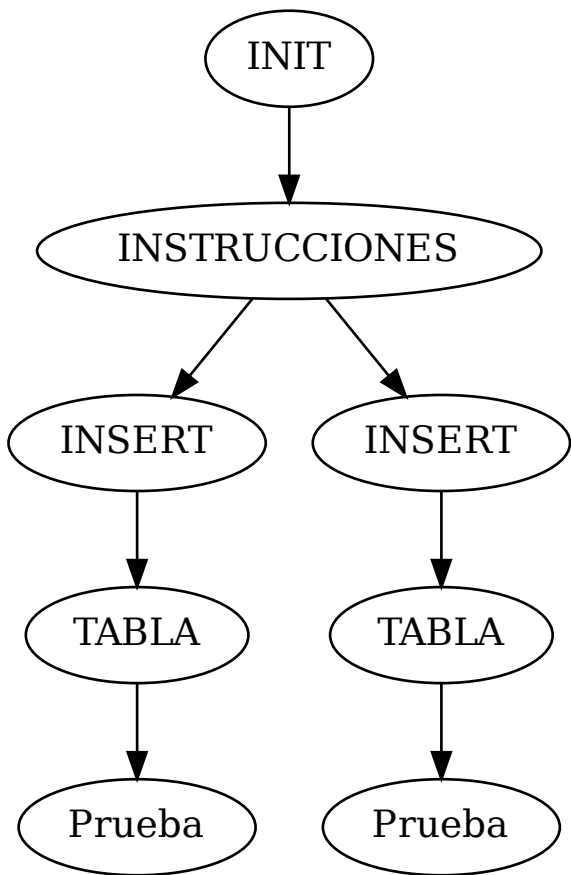 INIT
INSTRUCCIONES
INSERT INSERT
TABLA TABLA
Prueba Prueba